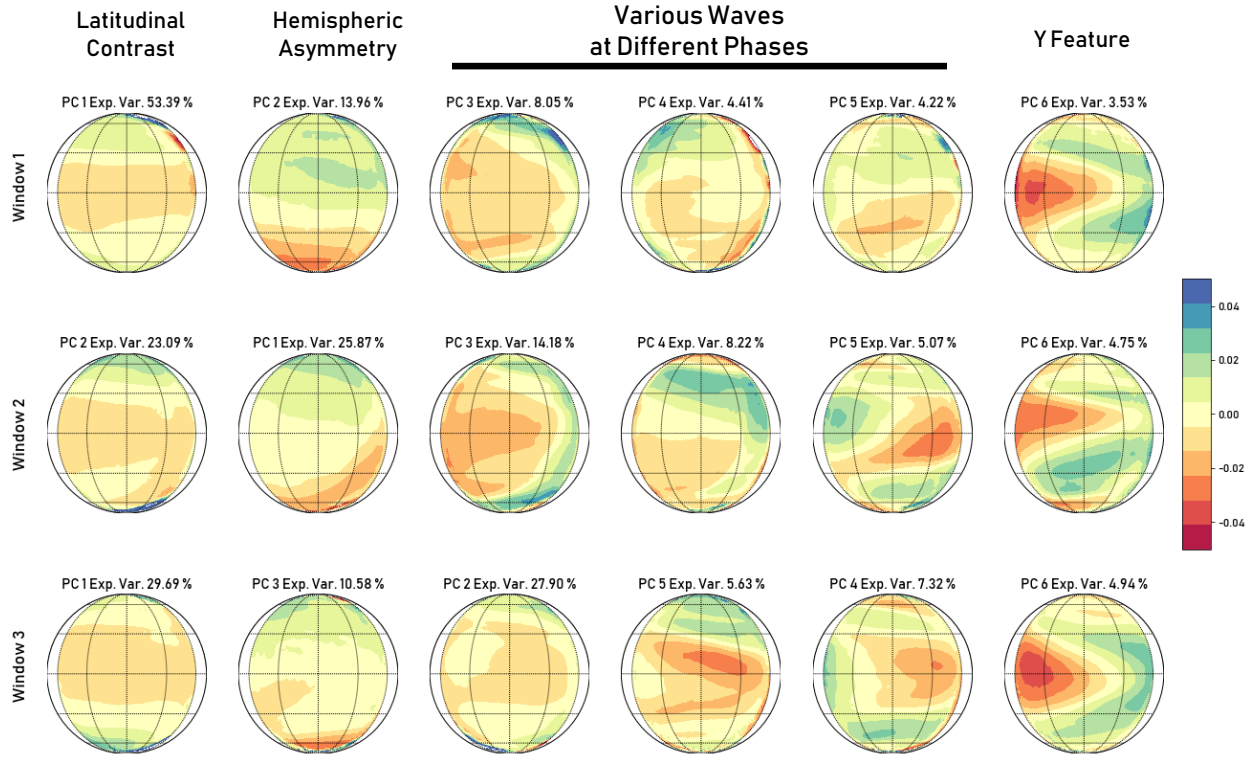 Latitudinal
Contrast
Hemispheric
Asymmetry
Various Waves
at Different Phases
Y Feature
Window 1
PC 1 Exp. Var. 53.39 %
PC 2 Exp. Var. 13.96 %
PC 3 Exp. Var. 8.05 %
PC 4 Exp. Var. 4.41 %
PC 5 Exp. Var. 4.22 %
PC 6 Exp. Var. 3.53 %
Window 2
PC 2 Exp. Var. 23.09 %
PC 1 Exp. Var. 25.87 %
PC 3 Exp. Var. 14.18 %
PC 4 Exp. Var. 8.22 %
PC 5 Exp. Var. 5.07 %
PC 6 Exp. Var. 4.75 %
Window 3
PC 1 Exp. Var. 29.69 %
PC 3 Exp. Var. 10.58 %
PC 2 Exp. Var. 27.90 %
PC 5 Exp. Var. 5.63 %
PC 4 Exp. Var. 7.32 %
PC 6 Exp. Var. 4.94 %
0.04
0.02
0.00
-0.02
-0.04